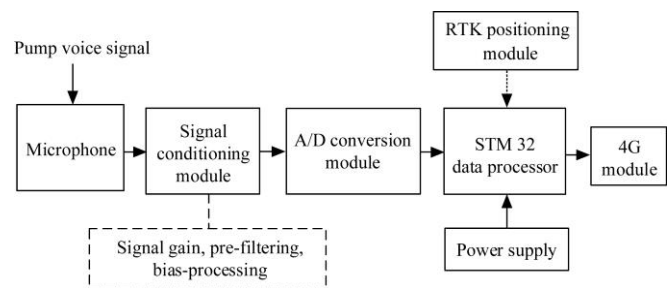 Pump voice signal
Microphone
Signal
conditioning
module
Signal gain, pre-filtering,
bias-processing
A/D conversion
module
RTK positioning
module
STM 32
data processor
Power supply
4G
module